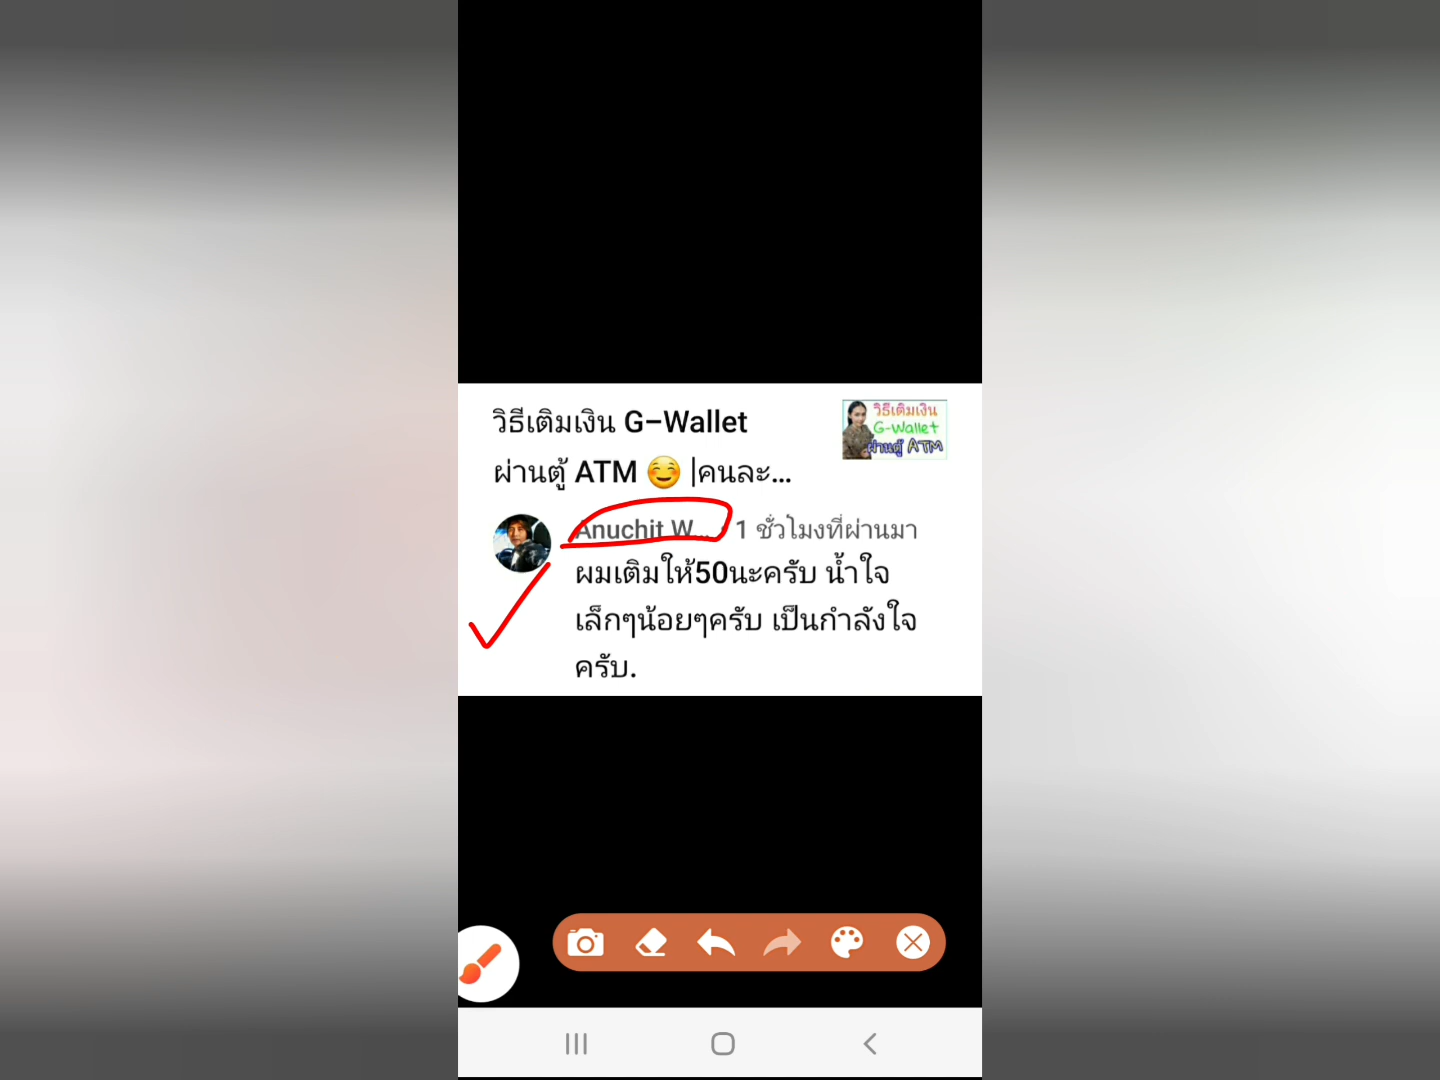 วิธีเติมเงิน G-Wallet
ผ่านตู้ ATM 😊 |คนละ...
วิธีเติมเงิน
G-Wallet
ผ่านตู้ ATM
Anuchit W... • 1 ชั่วโมงที่ผ่านมา
ผมเติมให้50นะครับ น้ำใจ
เล็กๆน้อยๆครับ เป็นกำลังใจ
ครับ.